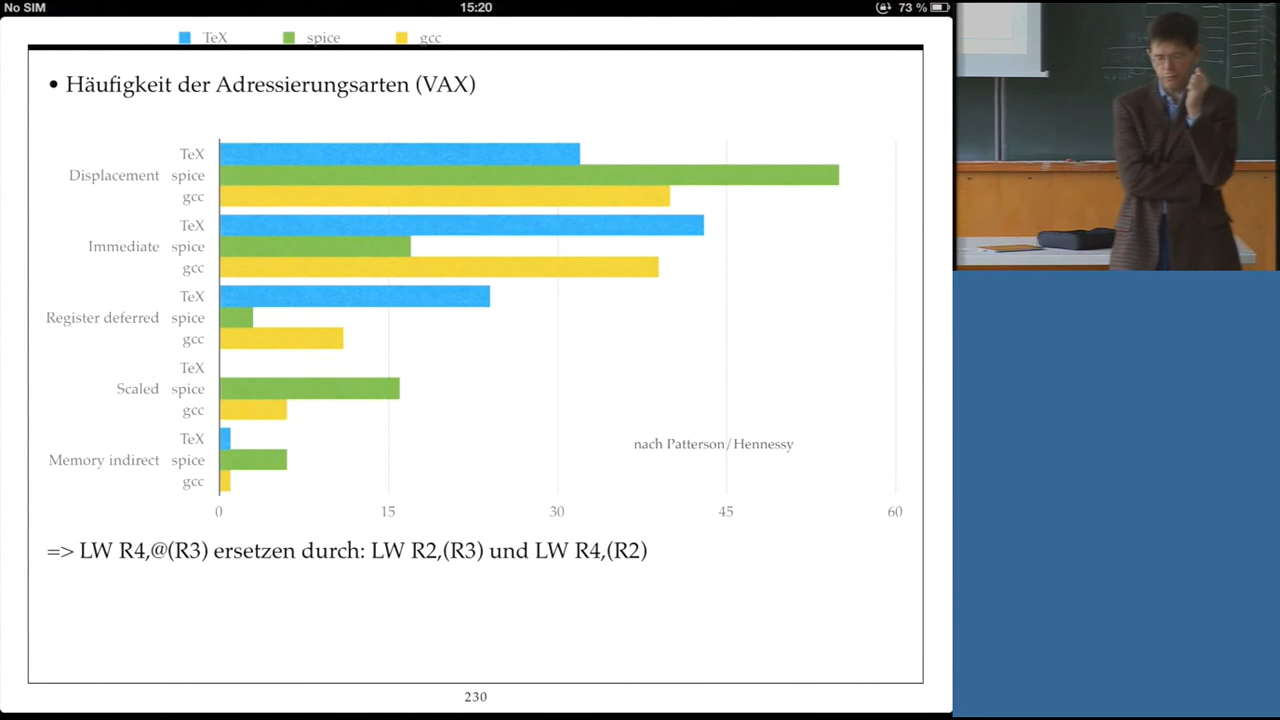 No SIM 15:20 73 %
TeX spice gcc
• Häufigkeit der Adressierungsarten (VAX)
TeX
Displacement spice
gcc
TeX
Immediate spice
gcc
TeX
Register deferred spice
gcc
TeX
Scaled spice
gcc
TeX
Memory indirect spice
gcc
nach Patterson/Hennessy
0 15 30 45 60
=> LW R4,@(R3) ersetzen durch: LW R2,(R3) und LW R4,(R2)
230